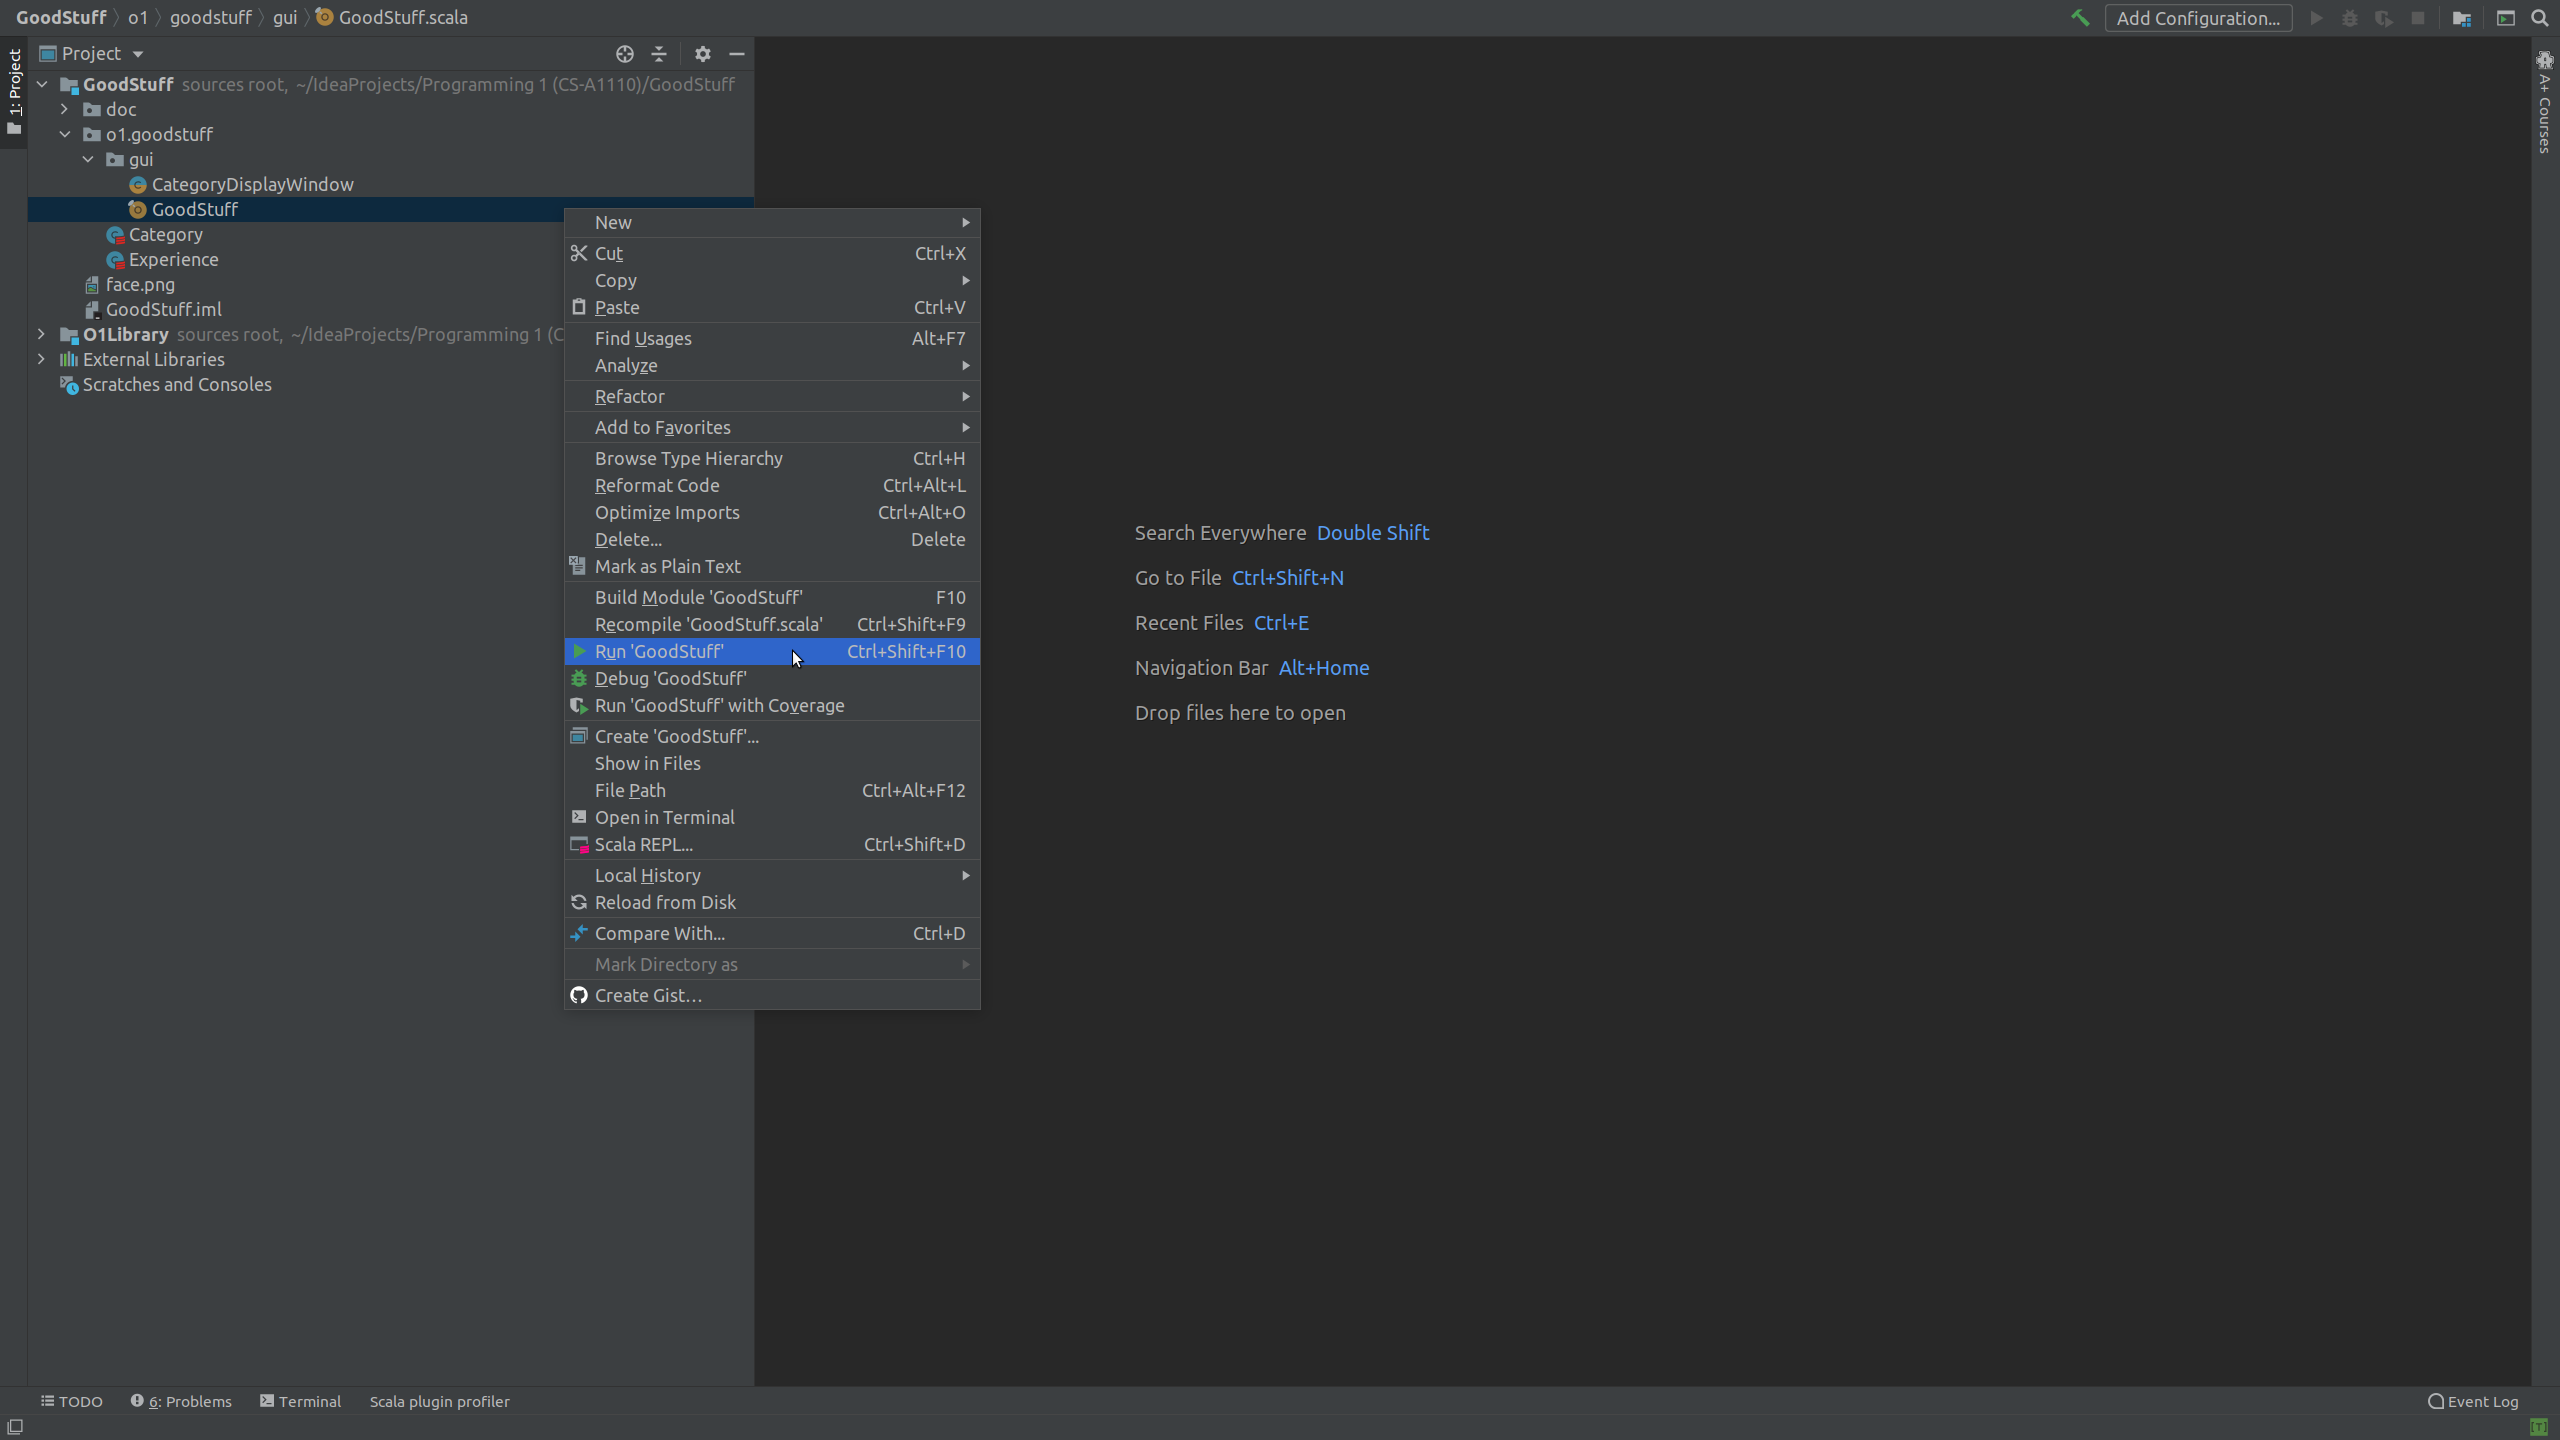 GoodStuff o1 goodstuff gui GoodStuff.scala
Add Configuration...
1: Project
Project
GoodStuff sources root, ~/IdeaProjects/Programming 1 (CS-A1110)/GoodStuff
doc
o1.goodstuff
gui
CategoryDisplayWindow
GoodStuff
Category
Experience
face.png
GoodStuff.iml
O1Library sources root, ~/IdeaProjects/Programming 1 (C
External Libraries
Scratches and Consoles
New
Cut Ctrl+X
Copy
Paste Ctrl+V
Find Usages Alt+F7
Analyze
Refactor
Add to Favorites
Browse Type Hierarchy Ctrl+H
Reformat Code Ctrl+Alt+L
Optimize Imports Ctrl+Alt+O
Delete... Delete
Mark as Plain Text
Build Module 'GoodStuff' F10
Recompile 'GoodStuff.scala' Ctrl+Shift+F9
Run 'GoodStuff' Ctrl+Shift+F10
Debug 'GoodStuff'
Run 'GoodStuff' with Coverage
Create 'GoodStuff'...
Show in Files
File Path Ctrl+Alt+F12
Open in Terminal
Scala REPL... Ctrl+Shift+D
Local History
Reload from Disk
Compare With... Ctrl+D
Mark Directory as
Create Gist...
Search Everywhere Double Shift
Go to File Ctrl+Shift+N
Recent Files Ctrl+E
Navigation Bar Alt+Home
Drop files here to open
A+ Courses
TODO 6: Problems Terminal Scala plugin profiler
Event Log
[T]